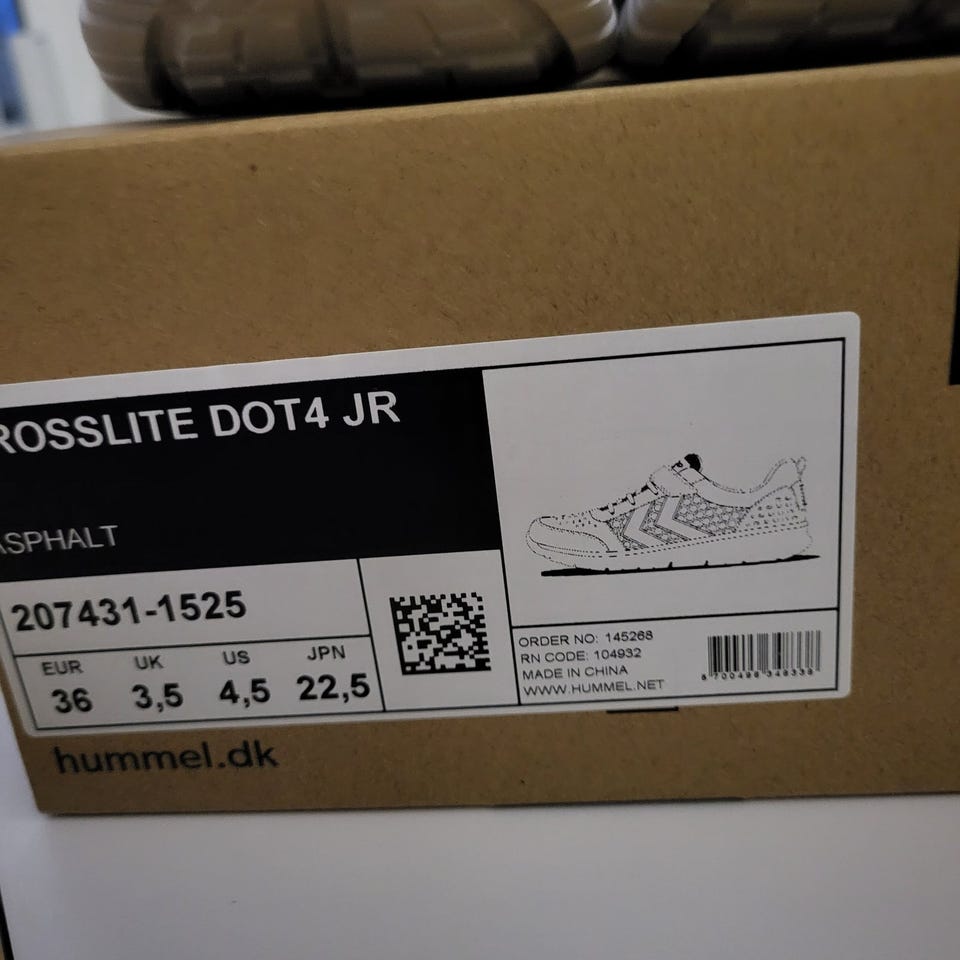 ROSSLITE DOT4 JR
ASPHALT
207431-1525
EUR UK US JPN
36 3,5 4,5 22,5
ORDER NO: 145268
RN CODE: 104932
MADE IN CHINA
WWW.HUMMEL.NET
hummel.dk